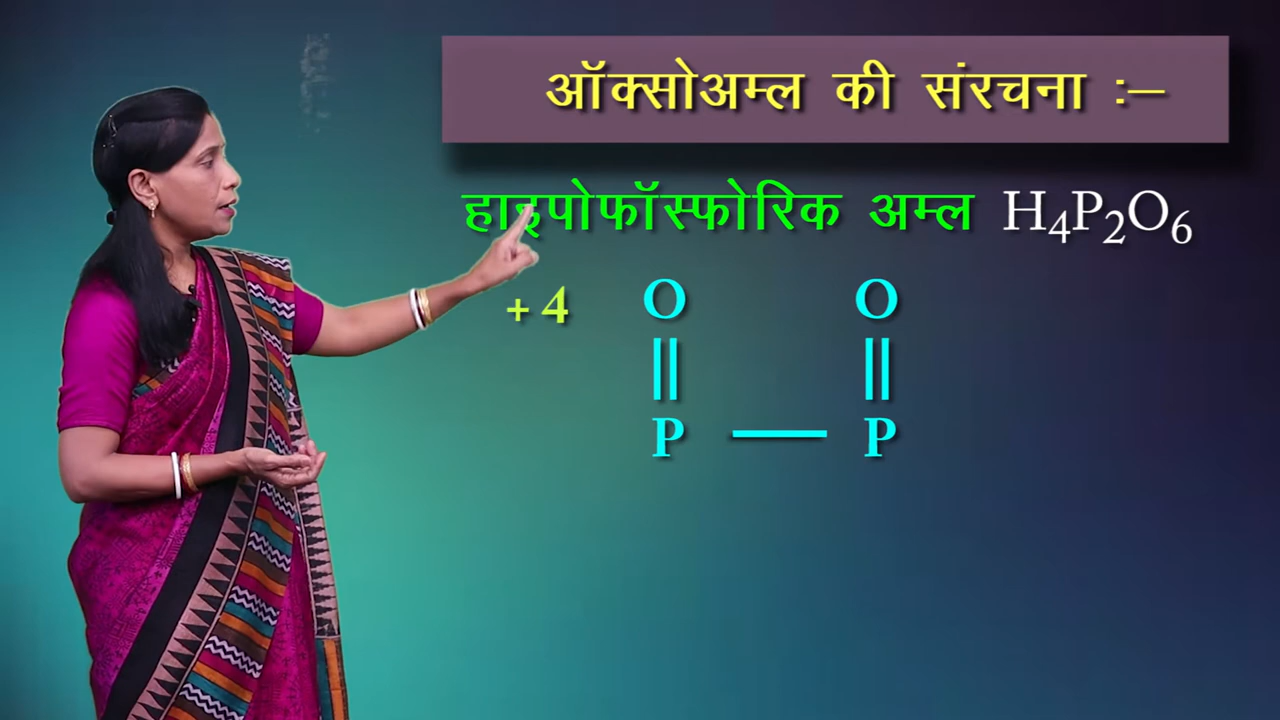 ऑक्सोअम्ल की संरचना :–
हाइपोफॉस्फोरिक अम्ल H₄P₂O₆
+4 O O
|| ||
P — P